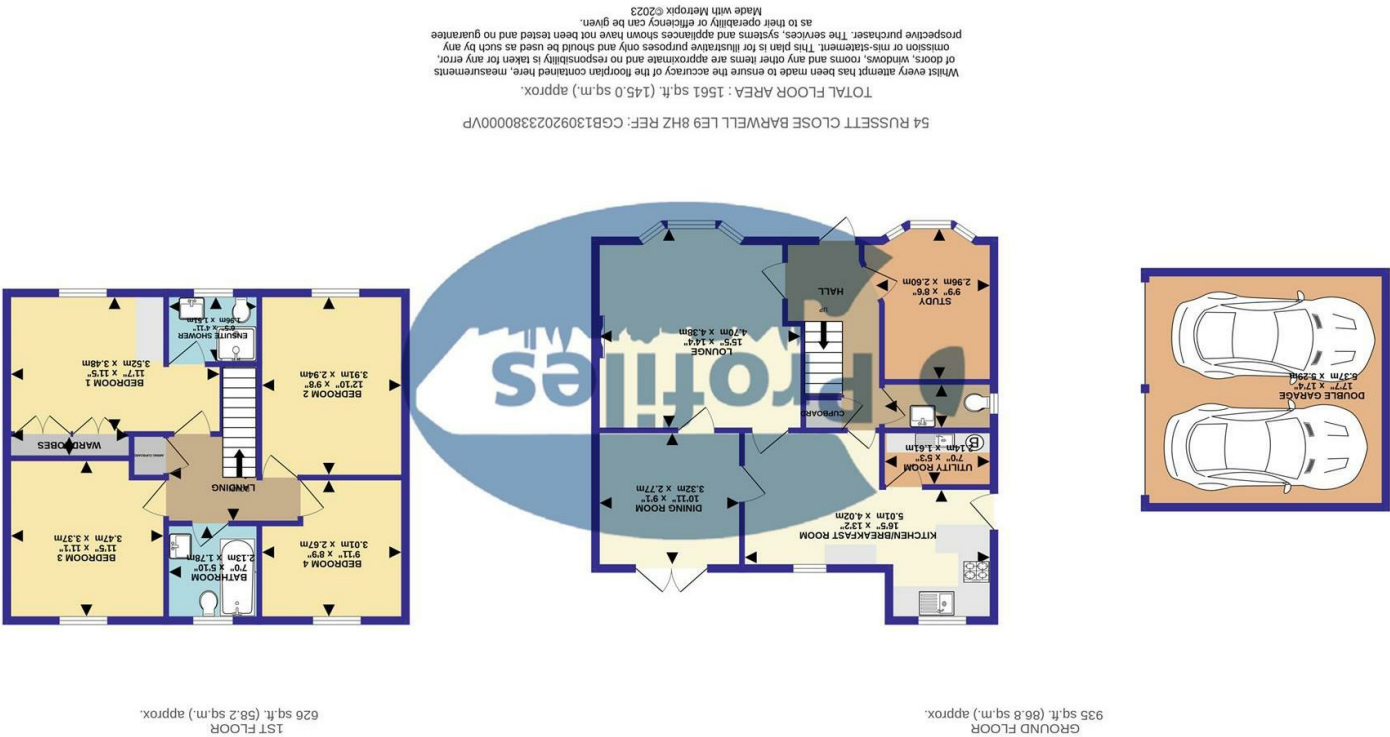 GROUND FLOOR
935 sq.ft. (86.8 sq.m.) approx.
1ST FLOOR
626 sq.ft. (58.2 sq.m.) approx.
DOUBLE GARAGE
17'7" x 17'4"
5.37m x 5.29m
KITCHEN/BREAKFAST ROOM
16'5" x 13'2"
5.01m x 4.02m
DINING ROOM
10'11" x 9'1"
3.32m x 2.77m
UTILITY ROOM
7'0" x 5'3"
2.14m x 1.61m
B
CUPBOARD
LOUNGE
15'5" x 14'4"
4.70m x 4.38m
UP
HALL
STUDY
9'9" x 8'6"
2.96m x 2.60m
Profiles
BEDROOM 4
9'11" x 8'9"
3.01m x 2.67m
BATHROOM
7'0" x 5'10"
2.13m x 1.78m
BEDROOM 3
11'5" x 11'1"
3.47m x 3.37m
LANDING
WARDROBES
BEDROOM 2
12'10" x 9'8"
3.91m x 2.94m
BEDROOM 1
11'7" x 11'5"
3.52m x 3.48m
ENSUITE SHOWER
6'5" x 4'11"
1.96m x 1.51m
54 RUSSETT CLOSE BARWELL LE9 8HZ REF: CGB13092023380000VP
TOTAL FLOOR AREA : 1561 sq.ft. (145.0 sq.m.) approx.
Whilst every attempt has been made to ensure the accuracy of the floorplan contained here, measurements
of doors, windows, rooms and any other items are approximate and no responsibility is taken for any error,
omission or mis-statement. This plan is for illustrative purposes only and should be used as such by any
prospective purchaser. The services, systems and appliances shown have not been tested and no guarantee
as to their operability or efficiency can be given.
Made with Metropix ©2023